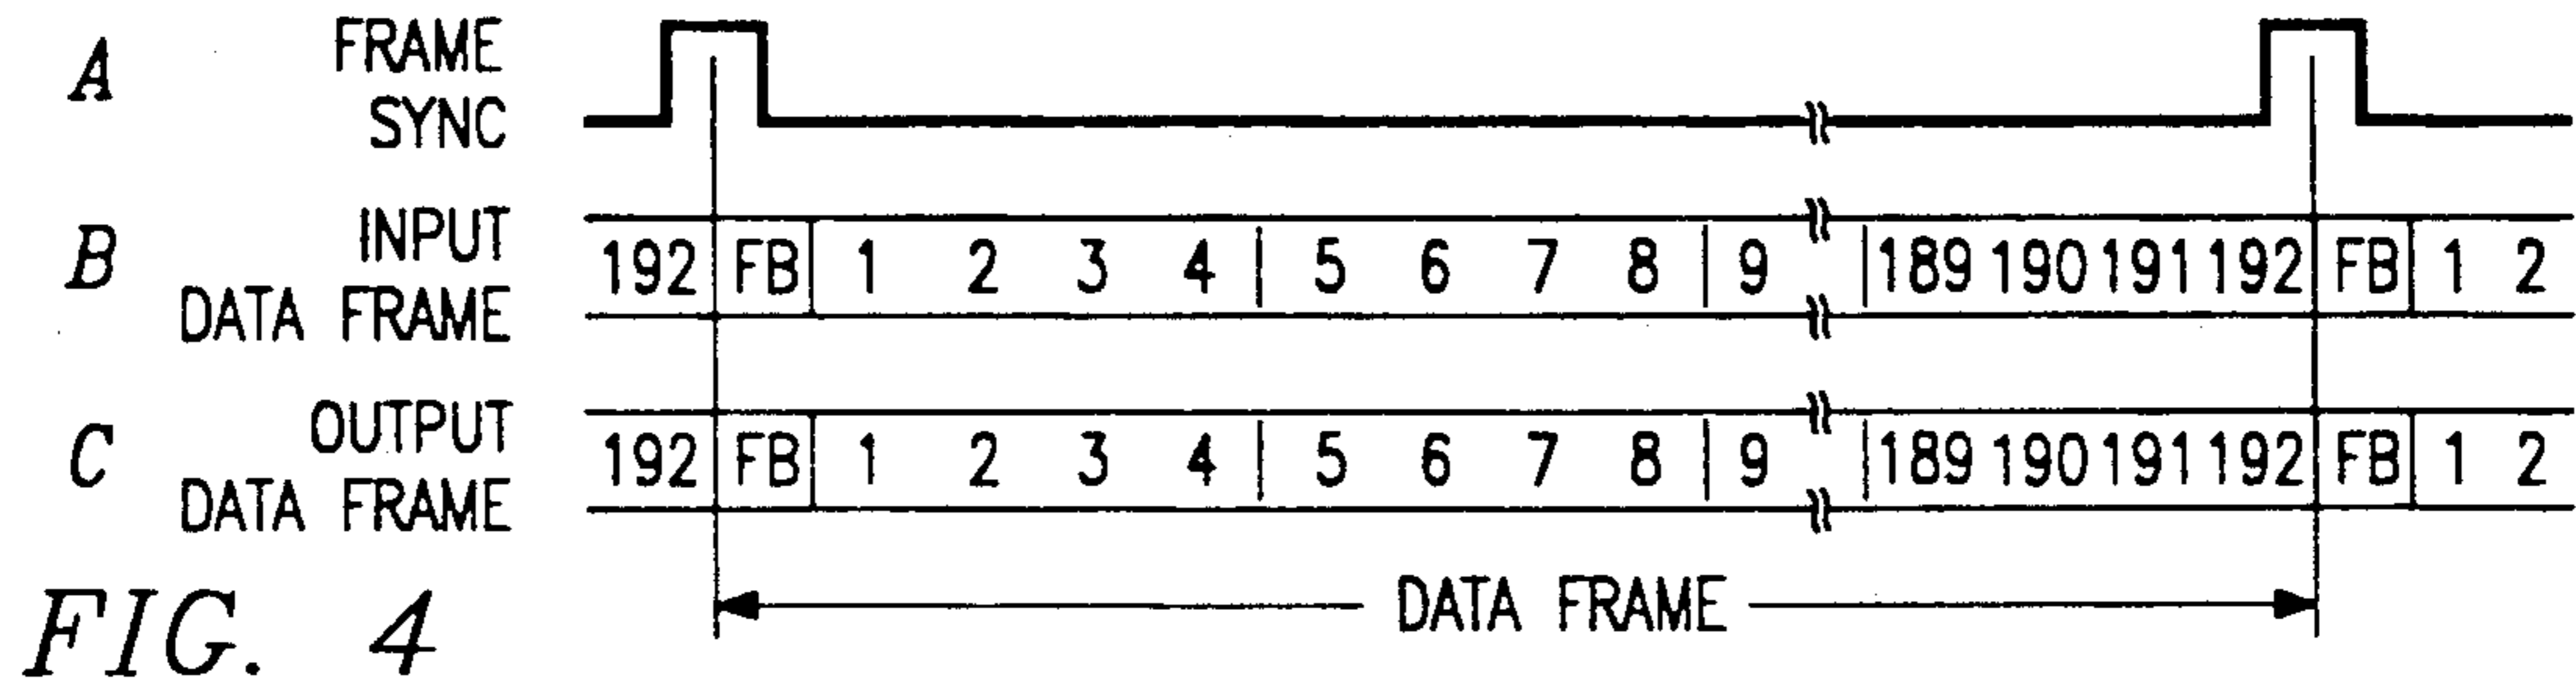 A FRAME SYNC
B INPUT DATA FRAME 192 FB 1 2 3 4 5 6 7 8 9 189 190 191 192 FB 1 2
C OUTPUT DATA FRAME 192 FB 1 2 3 4 5 6 7 8 9 189 190 191 192 FB 1 2
DATA FRAME
FIG. 4